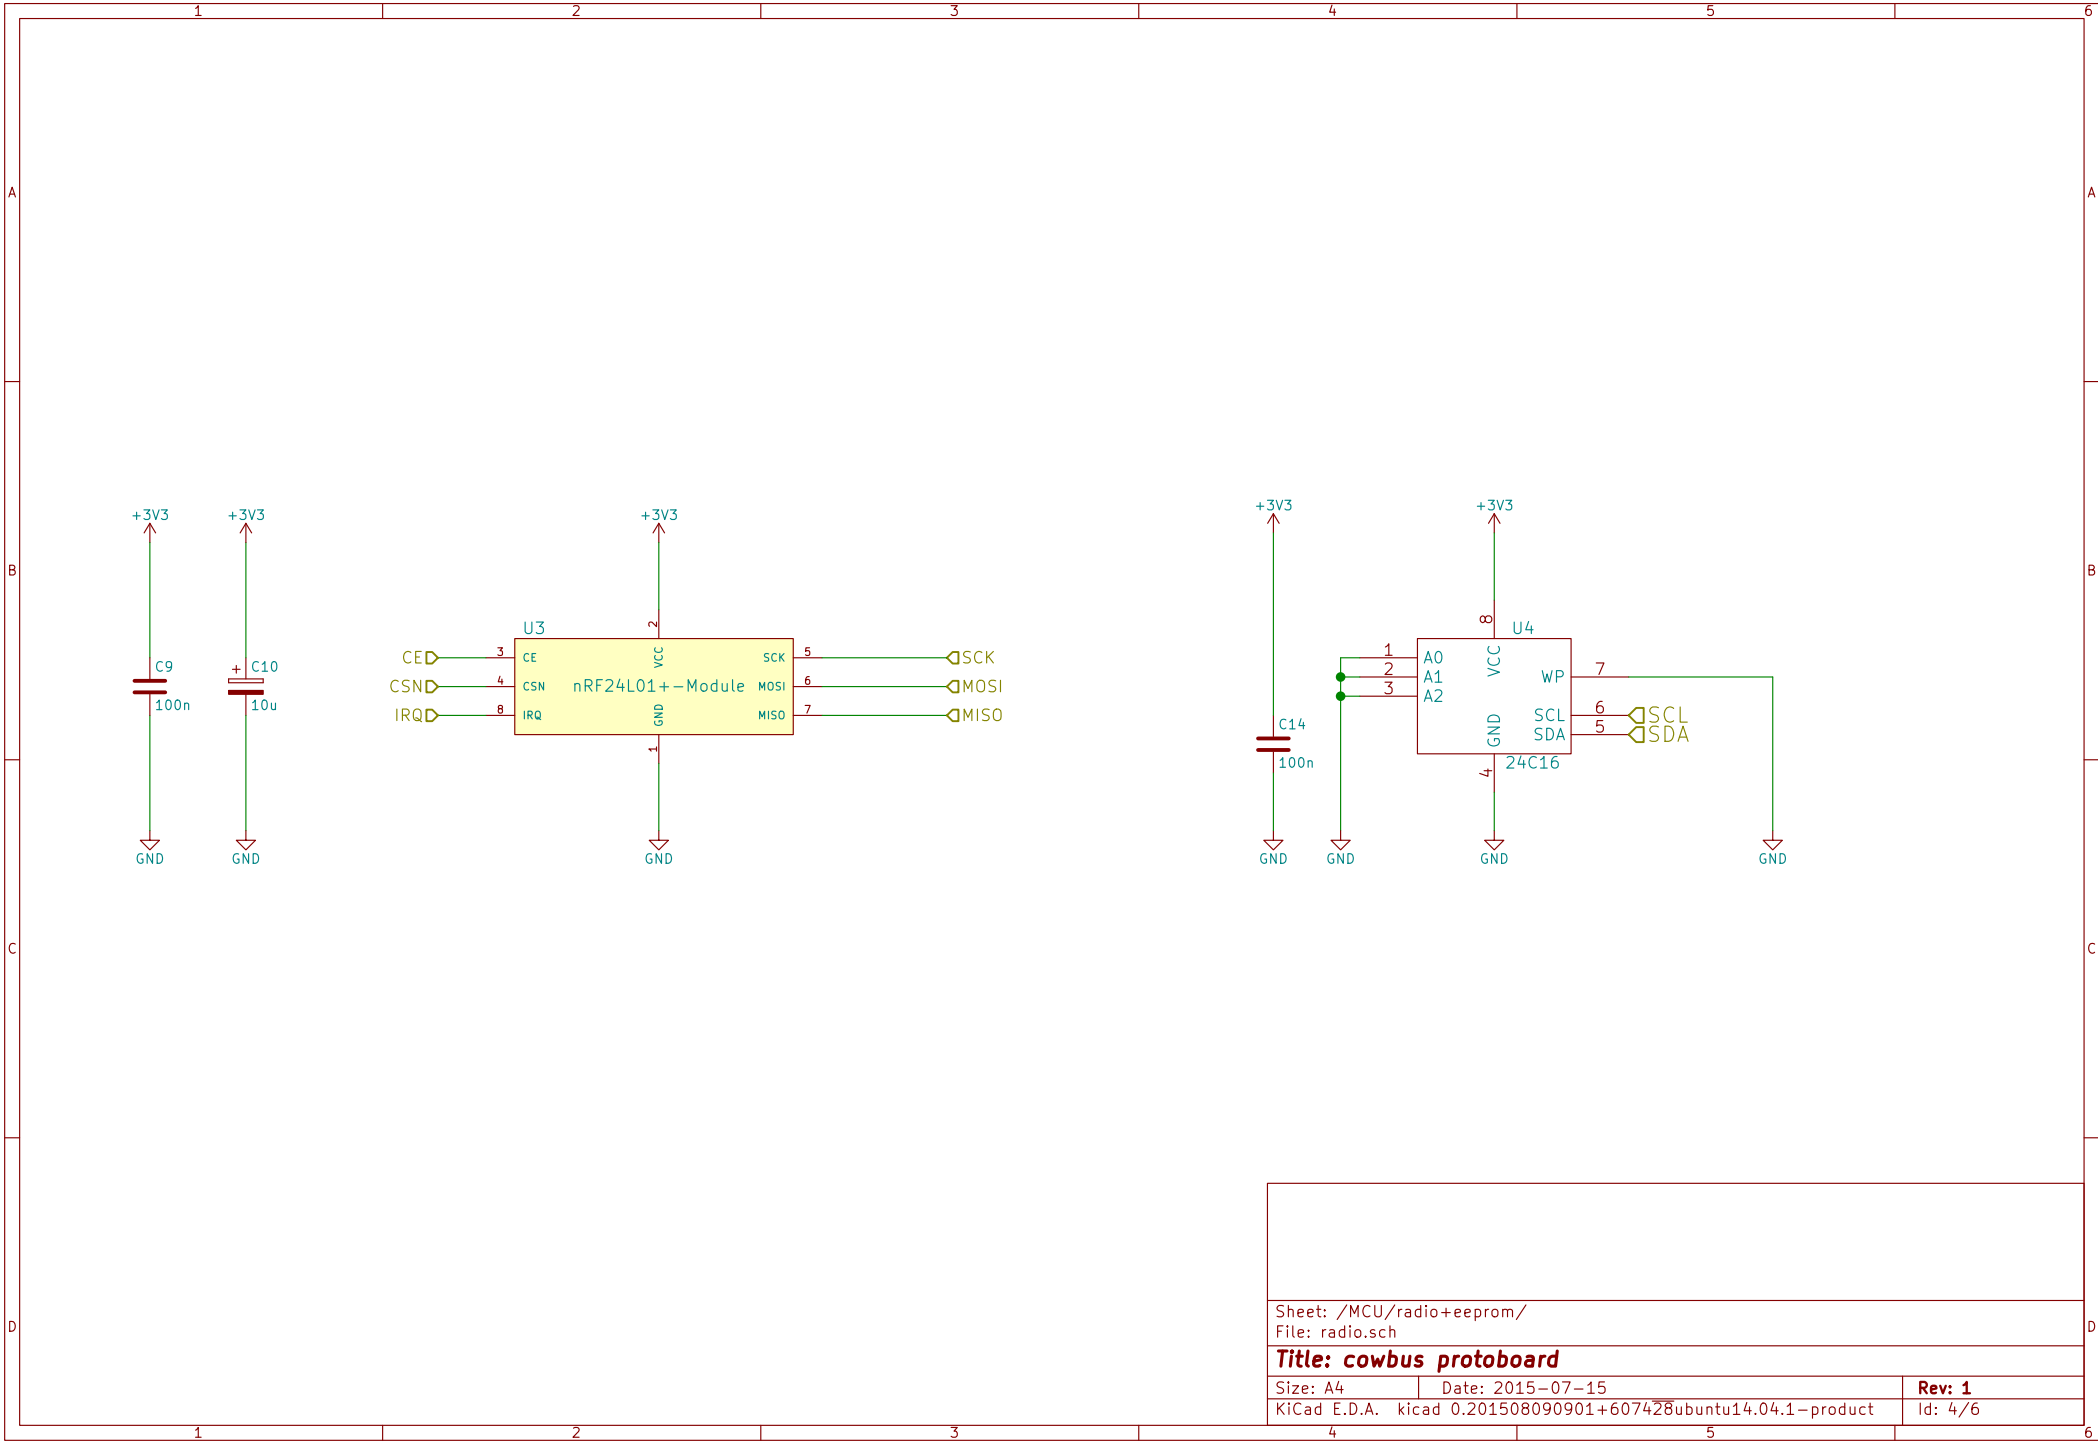 1 2 3 4 5 6
A A
+3V3 +3V3
+3V3 +3V3 +3V3
B B
U3 2 8 U4
CE 3 CE VCC SCK 5 SCK
1 A0 VCC
CSN 4 CSN nRF24L01+-Module MOSI 6 MOSI
2 A1 WP 7
IRQ 8 IRQ GND MISO 7 MISO
3 A2
C9 + C10
100n 10u
GND SCL 6 SCL
SDA 5 SDA
C14
100n
1 4 24C16
GND GND GND GND GND GND GND
C C
Sheet: /MCU/radio+eeprom/
File: radio.sch
D D
Title: cowbus protoboard
Size: A4 Date: 2015-07-15 Rev: 1
KiCad E.D.A. kicad 0.201508090901+607428ubuntu14.04.1-product Id: 4/6
1 2 3 4 5 6